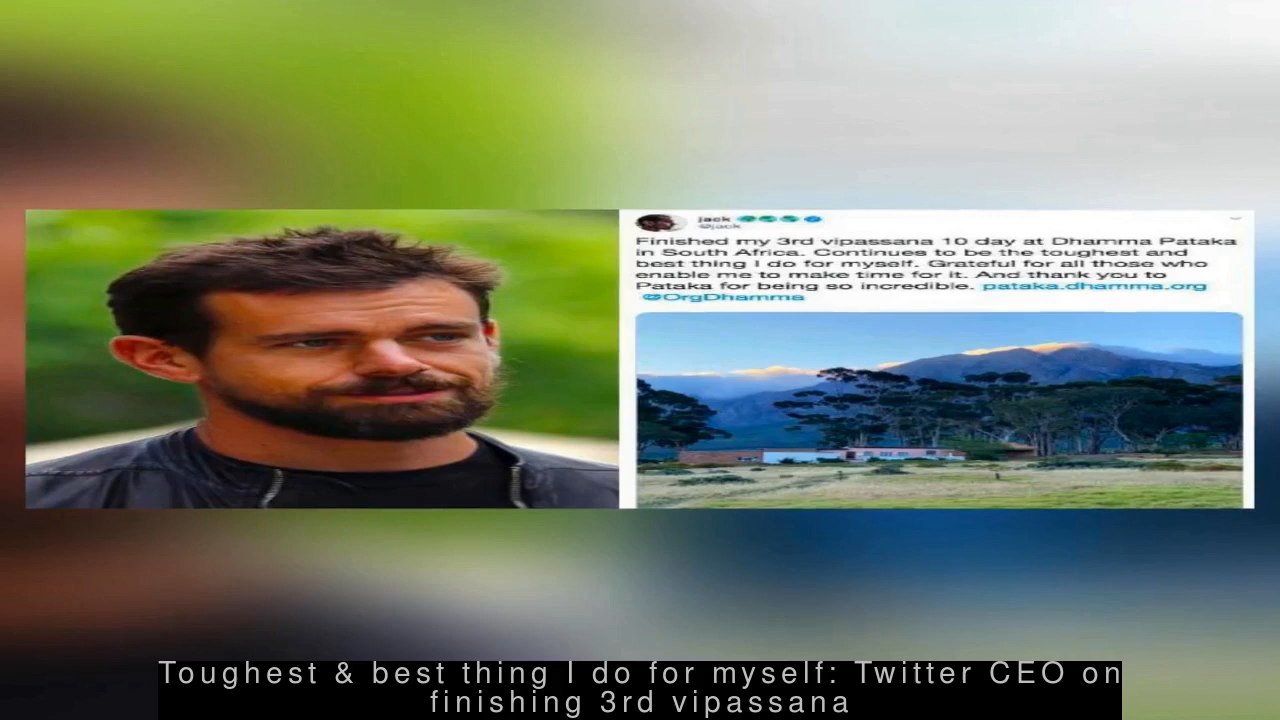 jack
@jack
Finished my 3rd vipassana 10 day at Dhamma Pataka
in South Africa. Continues to be the toughest and
best thing I do for myself. Grateful for all those who
enable me to make time for it. And thank you to
Pataka for being so incredible. pataka.dhamma.org
@OrgDhamma
Toughest & best thing I do for myself: Twitter CEO on
finishing 3rd vipassana